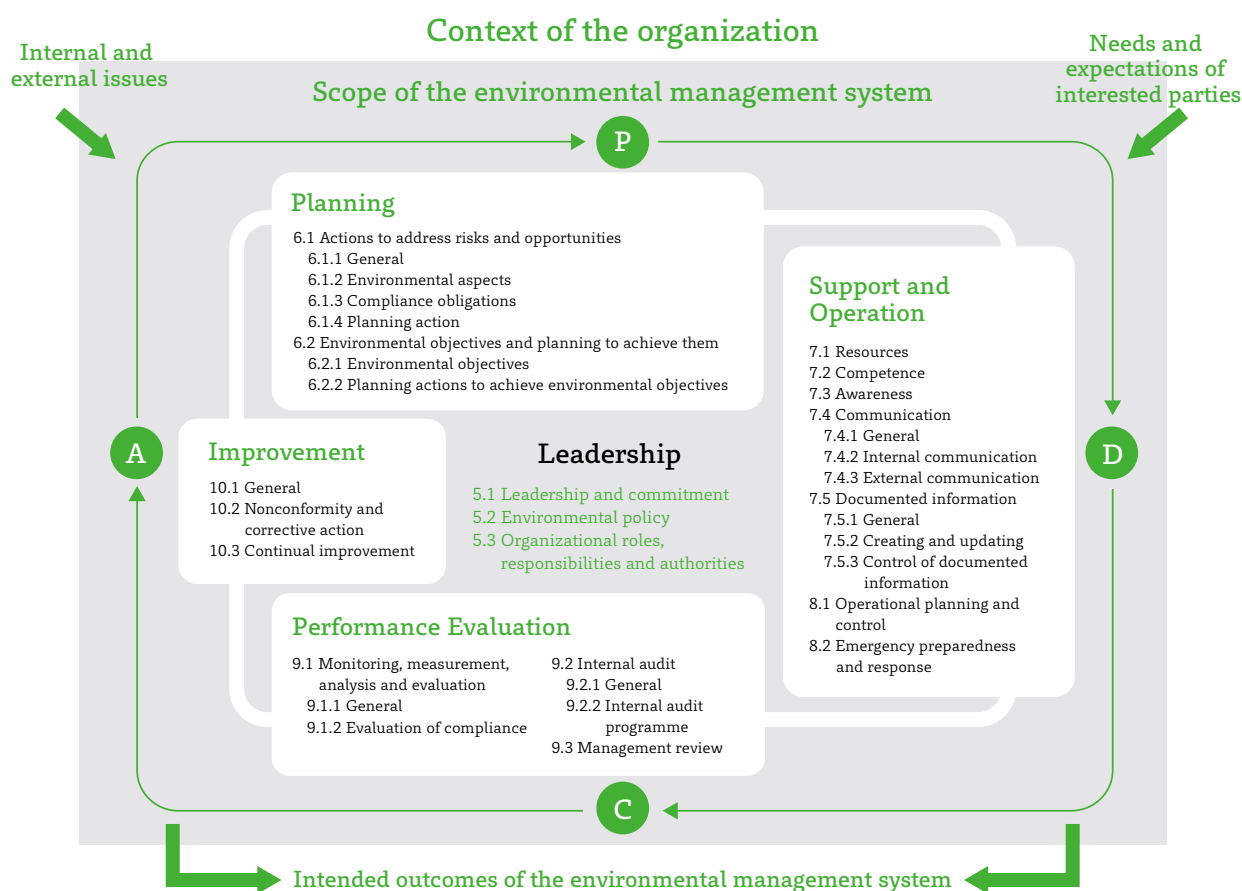 Context of the organization
Internal and
external issues
Needs and
expectations of
interested parties
Scope of the environmental management system
P
Planning
6.1 Actions to address risks and opportunities
6.1.1 General
6.1.2 Environmental aspects
6.1.3 Compliance obligations
6.1.4 Planning action
6.2 Environmental objectives and planning to achieve them
6.2.1 Environmental objectives
6.2.2 Planning actions to achieve environmental objectives
Support and
Operation
7.1 Resources
7.2 Competence
7.3 Awareness
7.4 Communication
7.4.1 General
7.4.2 Internal communication
7.4.3 External communication
7.5 Documented information
7.5.1 General
7.5.2 Creating and updating
7.5.3 Control of documented
information
8.1 Operational planning and
control
8.2 Emergency preparedness
and response
D
A
Improvement
10.1 General
10.2 Nonconformity and
corrective action
10.3 Continual improvement
Leadership
5.1 Leadership and commitment
5.2 Environmental policy
5.3 Organizational roles,
responsibilities and authorities
Performance Evaluation
9.1 Monitoring, measurement,
analysis and evaluation
9.1.1 General
9.1.2 Evaluation of compliance
9.2 Internal audit
9.2.1 General
9.2.2 Internal audit
programme
9.3 Management review
C
Intended outcomes of the environmental management system